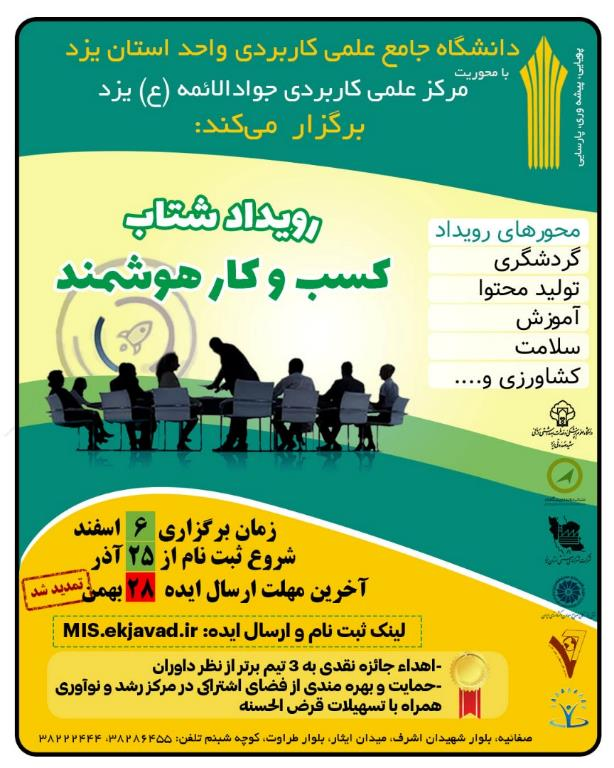 دانشگاه جامع علمی کاربردی واحد استان یزد
با محوریت
مرکز علمی کاربردی جوادالائمه (ع) یزد
برگزار می‌کند:
پویایی، پیشه وری، پارسایی
رویداد شتاب
کسب و کار هوشمند
محورهای رویداد
گردشگری
تولید محتوا
آموزش
سلامت
کشاورزی و....
زمان برگزاری ۶ اسفند
شروع ثبت نام از ۲۵ آذر
آخرین مهلت ارسال ایده ۲۸ بهمن
تمدید شد
لینک ثبت نام و ارسال ایده: MIS.ekjavad.ir
-اهداء جائزه نقدی به 3 تیم برتر از نظر داوران
-حمایت و بهره مندی از فضای اشتراکی در مرکز رشد و نوآوری
همراه با تسهیلات قرض الحسنه
صفائیه، بلوار شهیدان اشرف، میدان ایثار، بلوار طراوت، کوچه شبنم تلفن: ۳۸۲۸۶۴۵۵، ۳۸۲۲۲۴۴۴